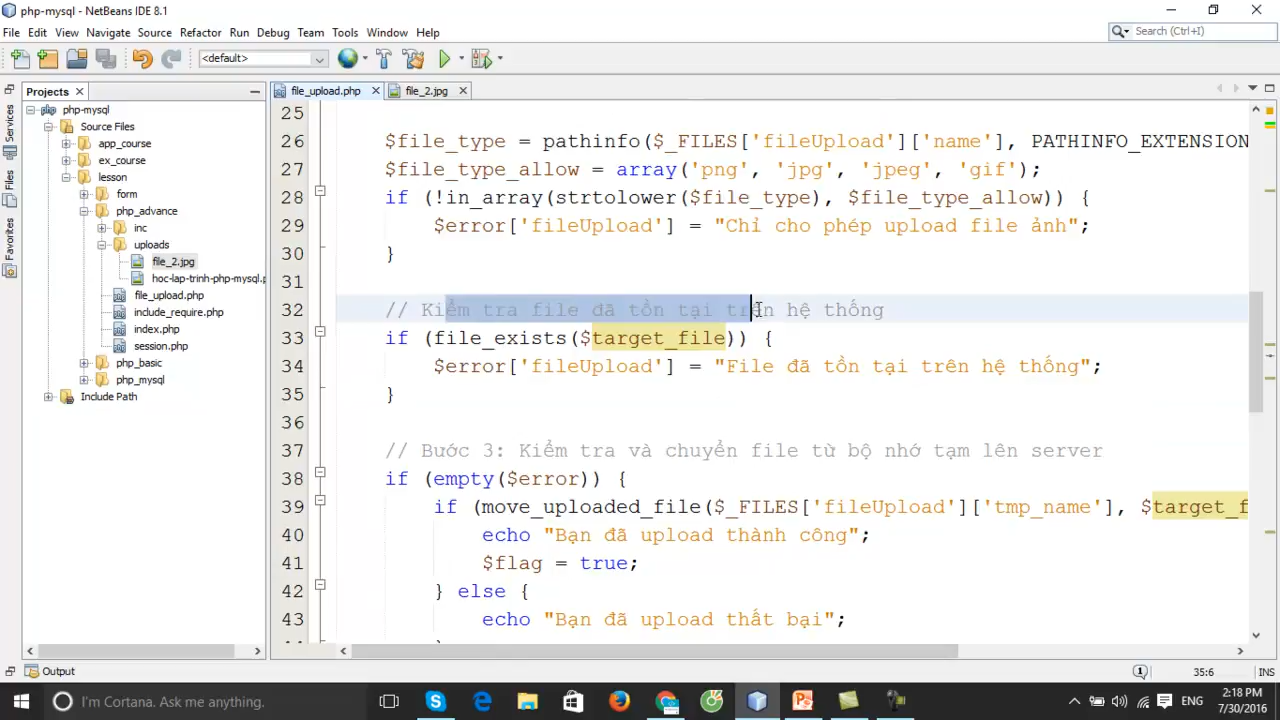 php-mysql - NetBeans IDE 8.1
File Edit View Navigate Source Refactor Run Debug Team Tools Window Help
Search (Ctrl+I)
<default>
Projects
file_upload.php
file_2.jpg
Services
Files
Favorites
php-mysql
Source Files
app_course
ex_course
lesson
form
php_advance
inc
uploads
file_2.jpg
hoc-lap-trinh-php-mysql.p
file_upload.php
include_require.php
index.php
session.php
php_basic
php_mysql
Include Path
25
26 $file_type = pathinfo($_FILES['fileUpload']['name'], PATHINFO_EXTENSION
27 $file_type_allow = array('png', 'jpg', 'jpeg', 'gif');
28 if (!in_array(strtolower($file_type), $file_type_allow)) {
29 $error['fileUpload'] = "Chỉ cho phép upload file ảnh";
30 }
31
32 // Kiểm tra file đã tồn tại trên hệ thống
33 if (file_exists($target_file)) {
34 $error['fileUpload'] = "File đã tồn tại trên hệ thống";
35 }
36
37 // Bước 3: Kiểm tra và chuyển file từ bộ nhớ tạm lên server
38 if (empty($error)) {
39 if (move_uploaded_file($_FILES['fileUpload']['tmp_name'], $target_f
40 echo "Bạn đã upload thành công";
41 $flag = true;
42 } else {
43 echo "Bạn đã upload thất bại";
Output
1
35:6
INS
I'm Cortana. Ask me anything.
ENG
2:18 PM
7/30/2016